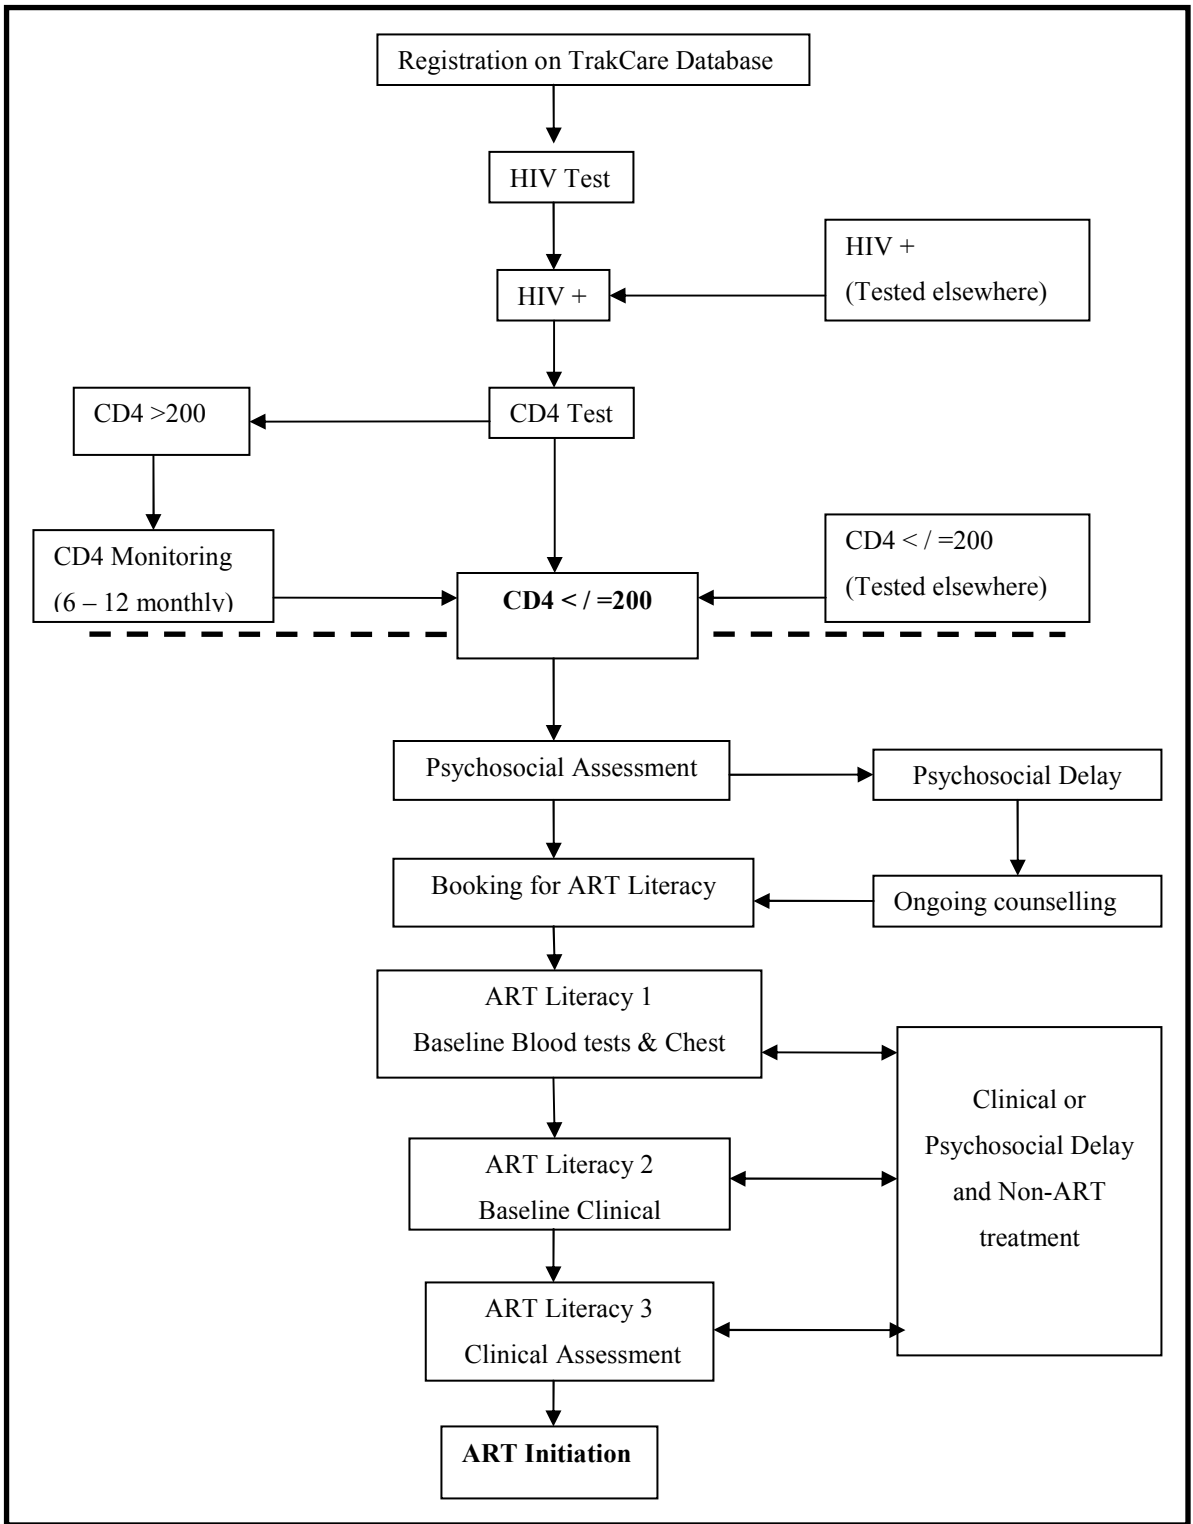 Registration on TrakCare Database
HIV Test
HIV +
(Tested elsewhere)
HIV +
CD4 >200
CD4 Test
CD4 Monitoring
(6 – 12 monthly)
CD4 < / =200
(Tested elsewhere)
CD4 < / =200
Psychosocial Assessment
Psychosocial Delay
Booking for ART Literacy
Ongoing counselling
ART Literacy 1
Baseline Blood tests & Chest
Clinical or
Psychosocial Delay
and Non-ART
treatment
ART Literacy 2
Baseline Clinical
ART Literacy 3
Clinical Assessment
ART Initiation